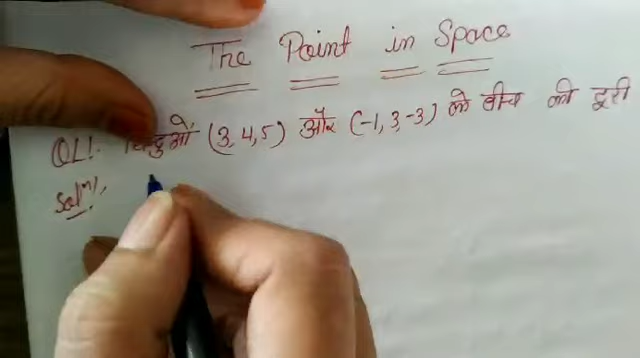 The Point in Space
Q1. बिन्दुओं (3, 4, 5) और (-1, 3, -3) के बीच की दूरी
Solⁿ.